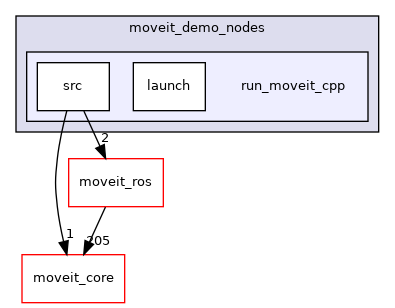 moveit_demo_nodes
src
launch
run_moveit_cpp
2
moveit_ros
1
205
moveit_core